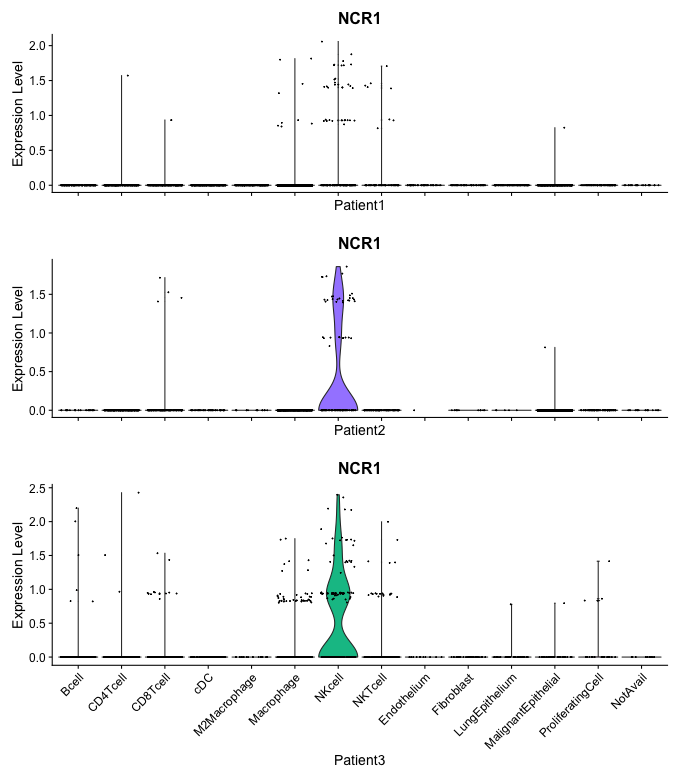 NCR1
Expression Level
2.0
1.5
1.0
0.5
0.0
Patient1
NCR1
Expression Level
1.5
1.0
0.5
0.0
Patient2
NCR1
Expression Level
2.5
2.0
1.5
1.0
0.5
0.0
Bcell
CD4Tcell
CD8Tcell
cDC
M2Macrophage
Macrophage
NKcell
NKTcell
Endothelium
Fibroblast
LungEpithelium
MalignantEpithelial
ProliferatingCell
NotAvail
Patient3